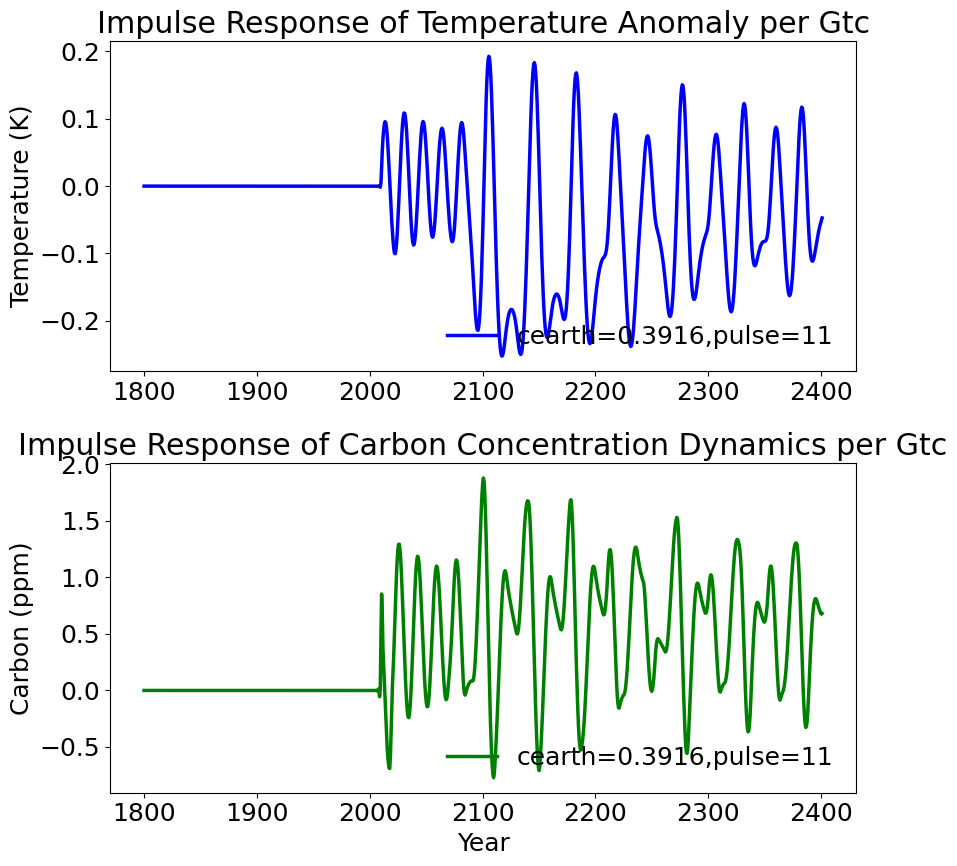 Impulse Response of Temperature Anomaly per Gtc
0.2
0.1
0.0
−0.1
−0.2
Temperature (K)
cearth=0.3916,pulse=11
1800 1900 2000 2100 2200 2300 2400
Impulse Response of Carbon Concentration Dynamics per Gtc
2.0
1.5
1.0
0.5
0.0
−0.5
Carbon (ppm)
cearth=0.3916,pulse=11
1800 1900 2000 2100 2200 2300 2400
Year